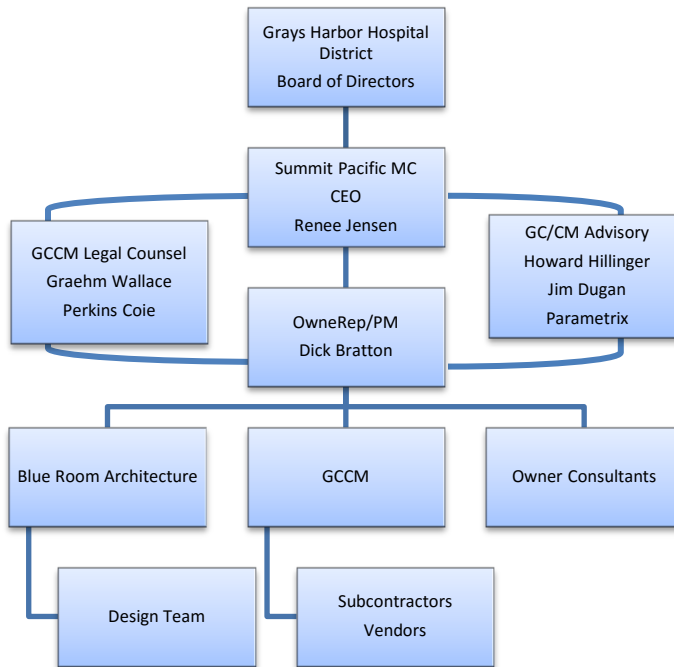 Grays Harbor Hospital
District
Board of Directors
Summit Pacific MC
CEO
Renee Jensen
GCCM Legal Counsel
Graehm Wallace
Perkins Coie
GC/CM Advisory
Howard Hillinger
Jim Dugan
Parametrix
OwneRep/PM
Dick Bratton
Blue Room Architecture
GCCM
Owner Consultants
Design Team
Subcontractors
Vendors